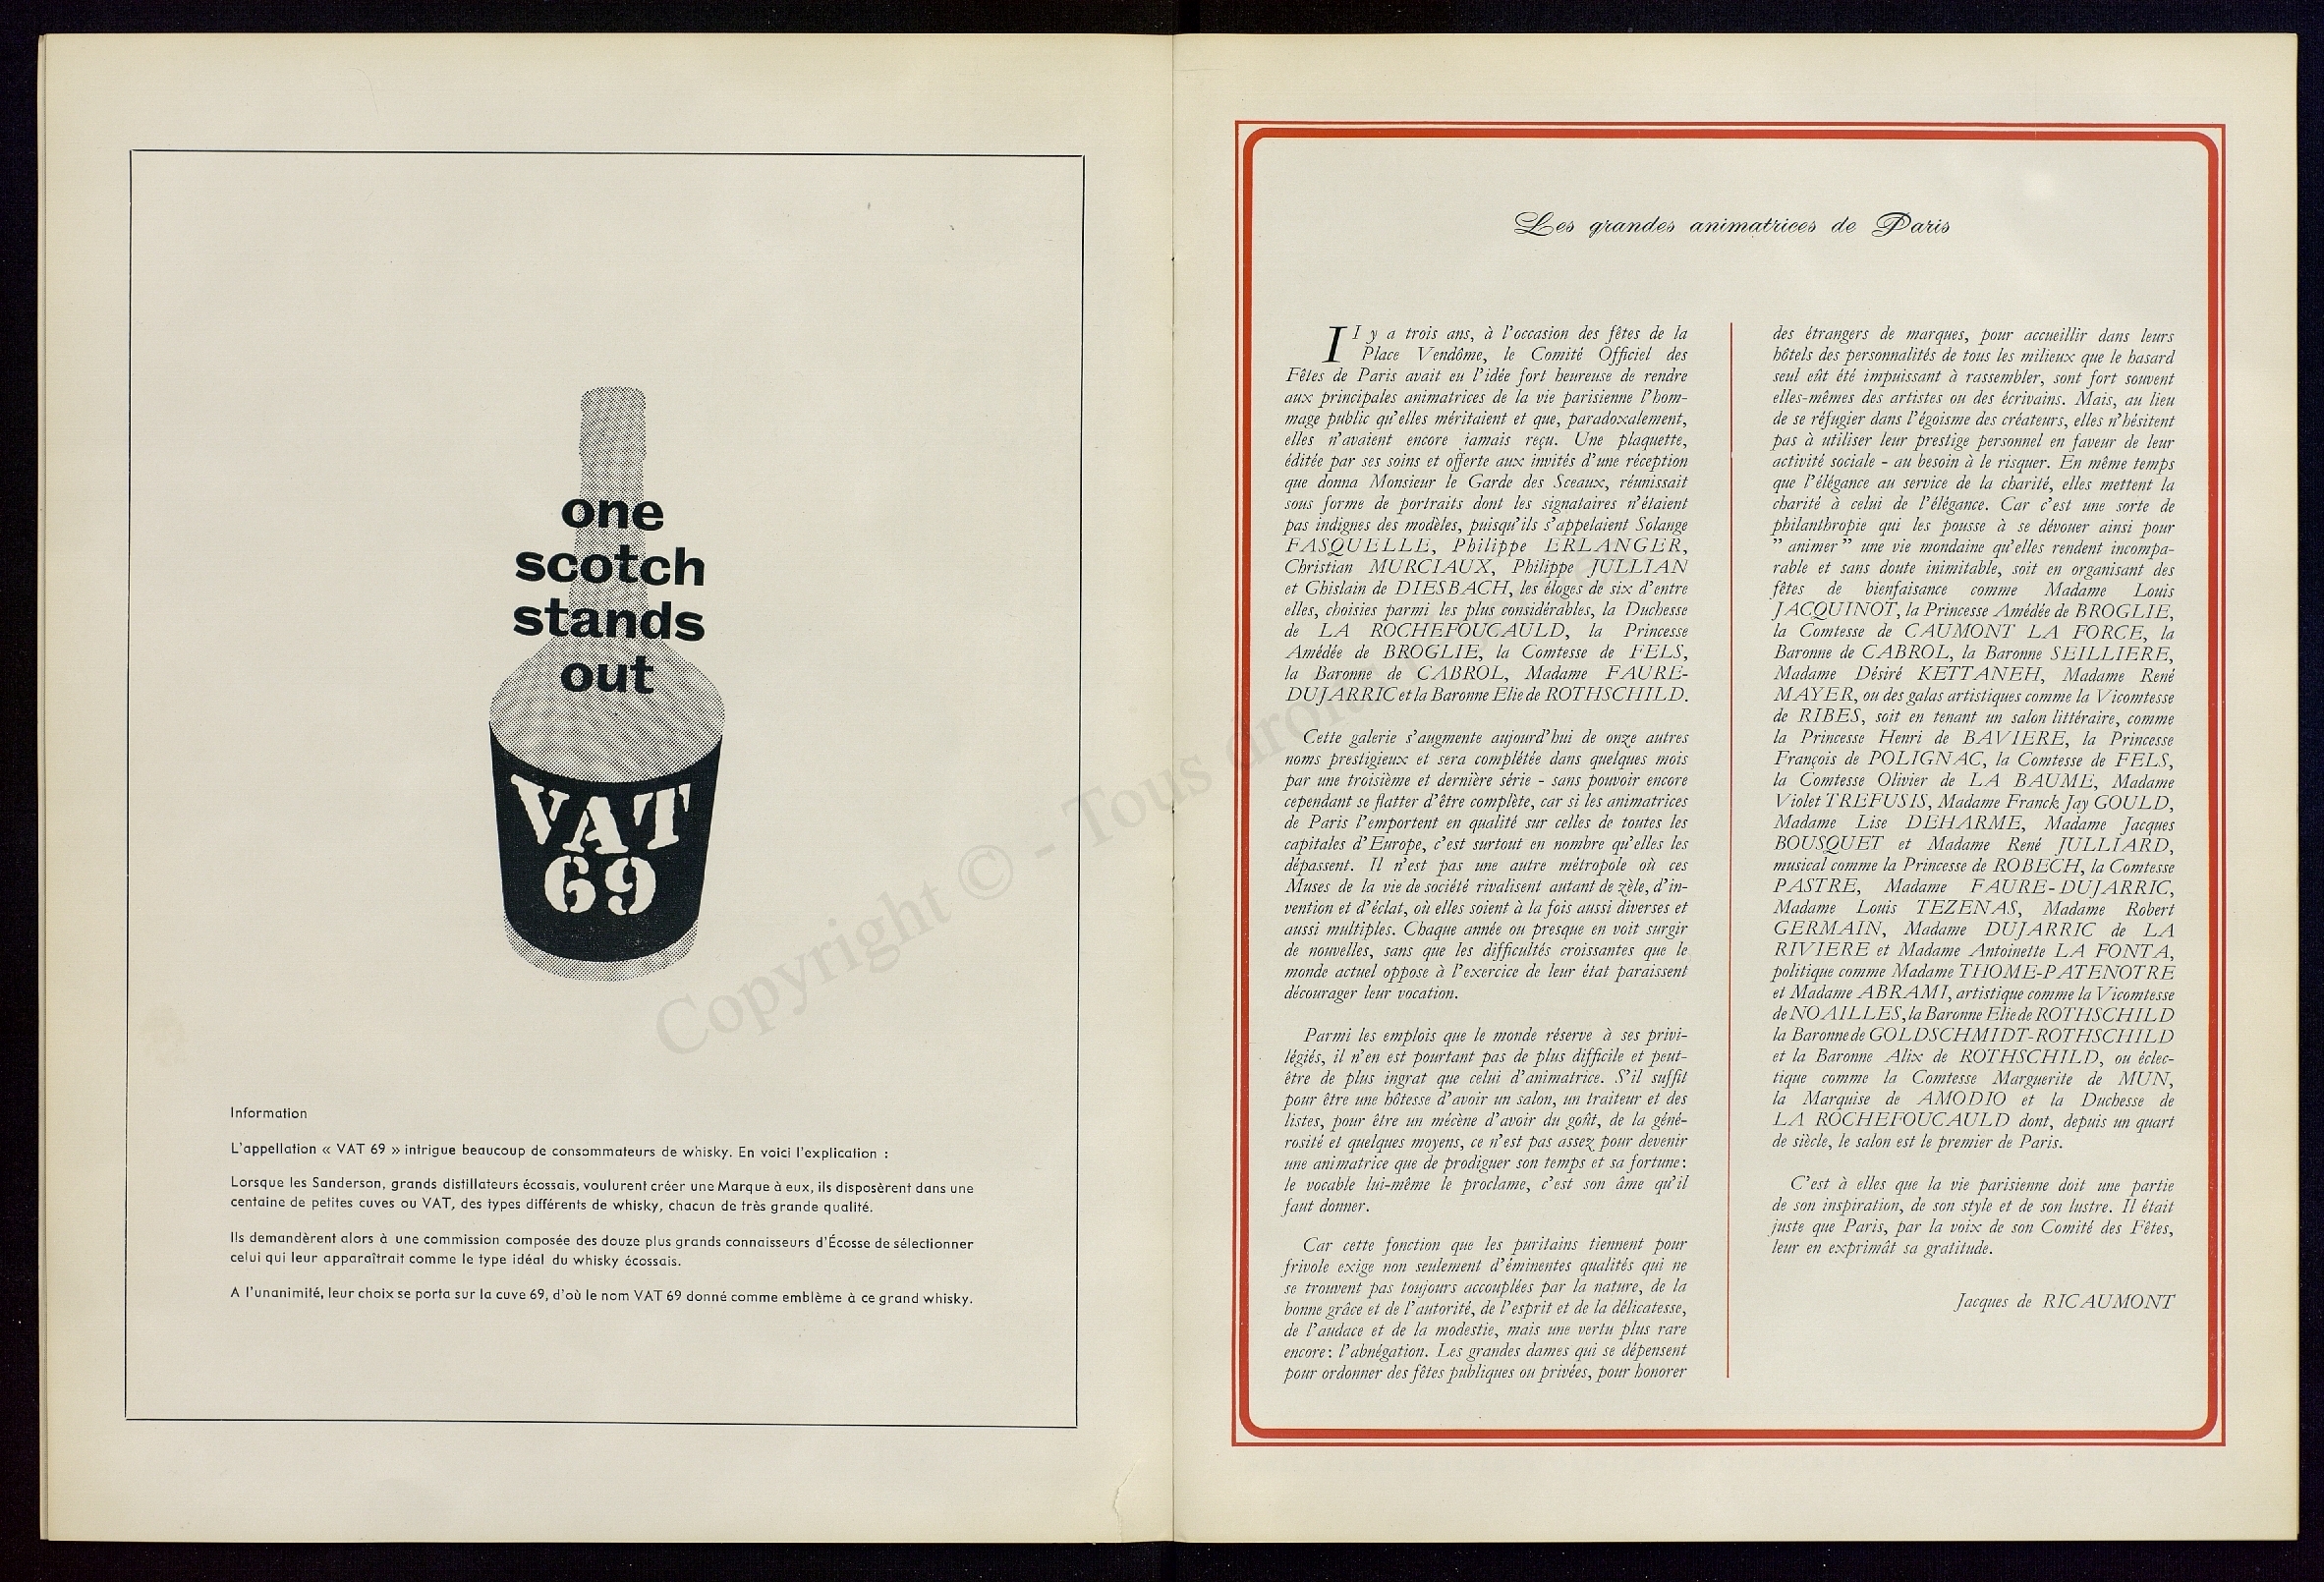 one
scotch
stands
out
VAT
69
Information
L'appellation « VAT 69 » intrigue beaucoup de consommateurs de whisky. En voici l'explication :
Lorsque les Sanderson, grands distillateurs écossais, voulurent créer une Marque à eux, ils disposèrent dans une
centaine de petites cuves ou VAT, des types différents de whisky, chacun de très grande qualité.
Ils demandèrent alors à une commission composée des douze plus grands connaisseurs d'Écosse de sélectionner
celui qui leur apparaîtrait comme le type idéal du whisky écossais.
A l'unanimité, leur choix se porta sur la cuve 69, d'où le nom VAT 69 donné comme emblème à ce grand whisky.
Copyright © - Tous droits
Les grandes animatrices de Paris
Il y a trois ans, à l'occasion des fêtes de la
Place Vendôme, le Comité Officiel des
Fêtes de Paris avait eu l'idée fort heureuse de rendre
aux principales animatrices de la vie parisienne l'hom-
mage public qu'elles méritaient et que, paradoxalement,
elles n'avaient encore jamais reçu. Une plaquette,
éditée par ses soins et offerte aux invités d'une réception
que donna Monsieur le Garde des Sceaux, réunissait
sous forme de portraits dont les signataires n'étaient
pas indignes des modèles, puisqu'ils s'appelaient Solange
FASQUELLE, Philippe ERLANGER,
Christian MURCIAUX, Philippe JULLIAN
et Ghislain de DIESBACH, les éloges de six d'entre
elles, choisies parmi les plus considérables, la Duchesse
de LA ROCHEFOUCAULD, la Princesse
Amédée de BROGLIE, la Comtesse de FELS,
la Baronne de CABROL, Madame FAURE-
DUJARRIC et la Baronne Elie de ROTHSCHILD.
Cette galerie s'augmente aujourd'hui de onze autres
noms prestigieux et sera complétée dans quelques mois
par une troisième et dernière série - sans pouvoir encore
cependant se flatter d'être complète, car si les animatrices
de Paris l'emportent en qualité sur celles de toutes les
capitales d'Europe, c'est surtout en nombre qu'elles les
dépassent. Il n'est pas une autre métropole où ces
Muses de la vie de société rivalisent autant de zèle, d'in-
vention et d'éclat, où elles soient à la fois aussi diverses et
aussi multiples. Chaque année ou presque en voit surgir
de nouvelles, sans que les difficultés croissantes que le
monde actuel oppose à l'exercice de leur état paraissent
décourager leur vocation.
Parmi les emplois que le monde réserve à ses privi-
légiés, il n'en est pourtant pas de plus difficile et peut-
être de plus ingrat que celui d'animatrice. S'il suffit
pour être une hôtesse d'avoir un salon, un traiteur et des
listes, pour être un mécène d'avoir du goût, de la géné-
rosité et quelques moyens, ce n'est pas assez pour devenir
une animatrice que de prodiguer son temps et sa fortune:
le vocable lui-même le proclame, c'est son âme qu'il
faut donner.
Car cette fonction que les puritains tiennent pour
frivole exige non seulement d'éminentes qualités qui ne
se trouvent pas toujours accouplées par la nature, de la
bonne grâce et de l'autorité, de l'esprit et de la délicatesse,
de l'audace et de la modestie, mais une vertu plus rare
encore: l'abnégation. Les grandes dames qui se dépensent
pour ordonner des fêtes publiques ou privées, pour honorer
des étrangers de marques, pour accueillir dans leurs
hôtels des personnalités de tous les milieux que le hasard
seul eût été impuissant à rassembler, sont fort souvent
elles-mêmes des artistes ou des écrivains. Mais, au lieu
de se réfugier dans l'égoisme des créateurs, elles n'hésitent
pas à utiliser leur prestige personnel en faveur de leur
activité sociale - au besoin à le risquer. En même temps
que l'élégance au service de la charité, elles mettent la
charité à celui de l'élégance. Car c'est une sorte de
philanthropie qui les pousse à se dévouer ainsi pour
" animer " une vie mondaine qu'elles rendent incompa-
rable et sans doute inimitable, soit en organisant des
fêtes de bienfaisance comme Madame Louis
JACQUINOT, la Princesse Amédée de BROGLIE,
la Comtesse de CAUMONT LA FORCE, la
Baronne de CABROL, la Baronne SEILLIERE,
Madame Désiré KETTANEH, Madame René
MAYER, ou des galas artistiques comme la Vicomtesse
de RIBES, soit en tenant un salon littéraire, comme
la Princesse Henri de BAVIERE, la Princesse
François de POLIGNAC, la Comtesse de FELS,
la Comtesse Olivier de LA BAUME, Madame
Violet TREFUSIS, Madame Franck Jay GOULD,
Madame Lise DEHARME, Madame Jacques
BOUSQUET et Madame René JULLIARD,
musical comme la Princesse de ROBECH, la Comtesse
PASTRE, Madame FAURE-DUJARRIC,
Madame Louis TEZENAS, Madame Robert
GERMAIN, Madame DUJARRIC de LA
RIVIERE et Madame Antoinette LA FONTA,
politique comme Madame THOME-PATENOTRE
et Madame ABRAMI, artistique comme la Vicomtesse
de NOAILLES, la Baronne Elie de ROTHSCHILD
la Baronne de GOLDSCHMIDT-ROTHSCHILD
et la Baronne Alix de ROTHSCHILD, ou éclec-
tique comme la Comtesse Marguerite de MUN,
la Marquise de AMODIO et la Duchesse de
LA ROCHEFOUCAULD dont, depuis un quart
de siècle, le salon est le premier de Paris.
C'est à elles que la vie parisienne doit une partie
de son inspiration, de son style et de son lustre. Il était
juste que Paris, par la voix de son Comité des Fêtes,
leur en exprimât sa gratitude.
Jacques de RICAUMONT